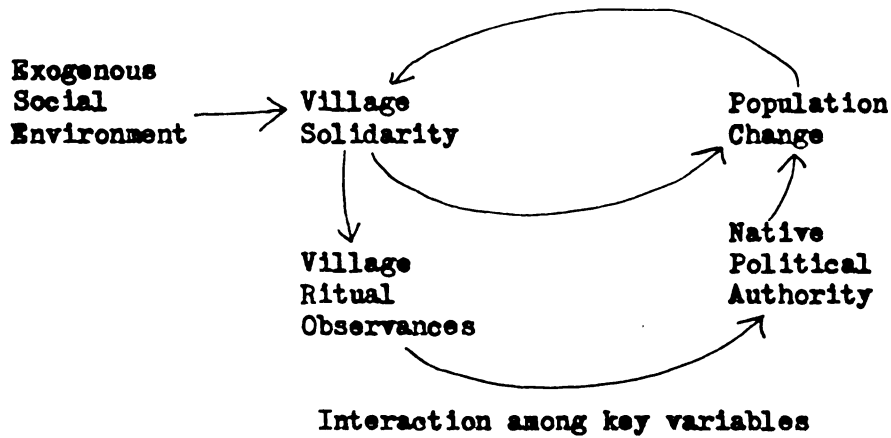 Exogenous
Social
Environment
Village
Solidarity
Population
Change
Village
Ritual
Observances
Native
Political
Authority
Interaction among key variables